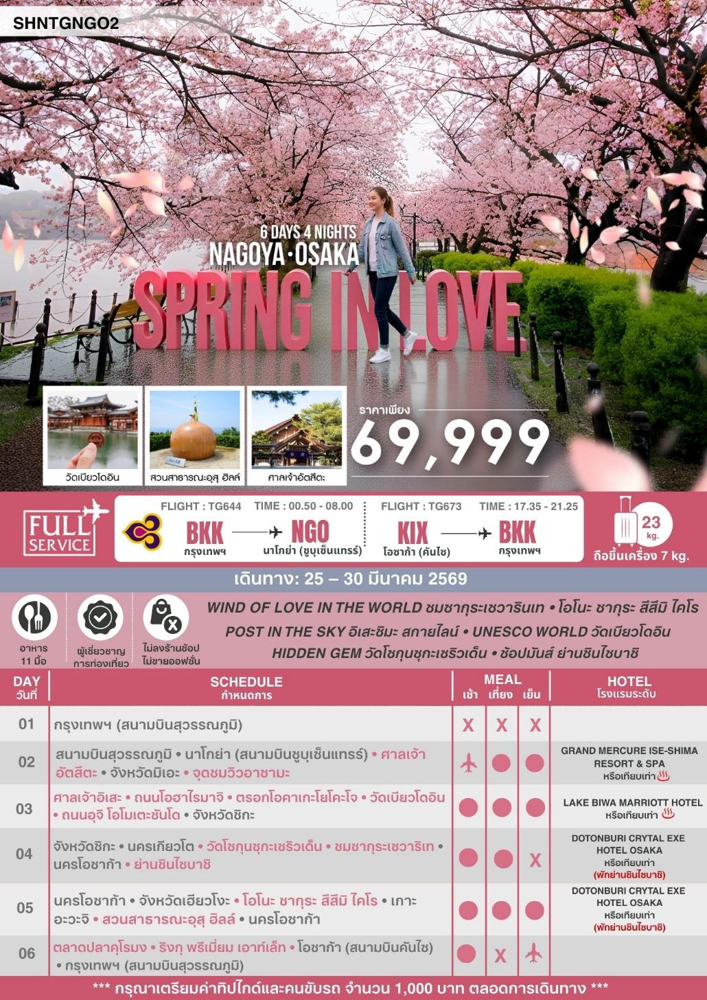 SHNTGNGO2
6 DAYS 4 NIGHTS
NAGOYA·OSAKA
SPRING IN LOVE
ราคาเพียง
69,999
วัดเบียวโดอิน
สวนสาธารณะอุสุ ฮิลล์
ศาลเจ้าอัตสึตะ
FULL
SERVICE
FLIGHT : TG644 TIME : 00.50 - 08.00
BKK NGO
กรุงเทพฯ นาโกย่า (ชูบุเซ็นแทรร์)
FLIGHT : TG673 TIME : 17.35 - 21.25
KIX BKK
โอซาก้า (คันไซ) กรุงเทพฯ
23
kg.
ถือขึ้นเครื่อง 7 kg.
เดินทาง: 25 – 30 มีนาคม 2569
อาหาร
11 มื้อ
ผู้เชี่ยวชาญ
การท่องเที่ยว
ไม่ลงร้านช้อป
ไม่ขายออฟชั่น
WIND OF LOVE IN THE WORLD ชมซากุระเซวารินเท • โอโนะ ซากุระ สึสึมิ ไคโร
POST IN THE SKY อิเสะชิมะ สกายไลน์ • UNESCO WORLD วัดเบียวโดอิน
HIDDEN GEM วัดโชกุนซุกะเซริวเด็น • ช้อปมันส์ ย่านชินไซบาชิ
DAY SCHEDULE MEAL HOTEL
วันที่ กำหนดการ เช้า เที่ยง เย็น โรงแรมระดับ
01 กรุงเทพฯ (สนามบินสุวรรณภูมิ) X X X
02 สนามบินสุวรรณภูมิ • นาโกย่า (สนามบินชูบุเซ็นแทรร์) • ศาลเจ้า
อัตสึตะ • จังหวัดมิเอะ • จุดชมวิวอาซามะ
GRAND MERCURE ISE-SHIMA
RESORT & SPA
หรือเทียบเท่า
03 ศาลเจ้าอิเสะ • ถนนโอฮาไรมาจิ • ตรอกโอคาเกะโยโคะโจ • วัดเบียวโดอิน
• ถนนอุจิ โอโมเตะซันโด • จังหวัดชิกะ
LAKE BIWA MARRIOTT HOTEL
หรือเทียบเท่า
04 จังหวัดชิกะ • นครเกียวโต • วัดโชกุนซุกะเซริวเด็น • ชมซากุระเซวาริเท •
นครโอซาก้า • ย่านชินไซบาชิ X
DOTONBURI CRYTAL EXE
HOTEL OSAKA
หรือเทียบเท่า
(พักย่านชินไซบาชิ)
05 นครโอซาก้า • จังหวัดเฮียวโงะ • โอโนะ ซากุระ สึสึมิ ไคโร • เกาะ
อะวะจิ • สวนสาธารณะอุสุ ฮิลล์ • นครโอซาก้า
DOTONBURI CRYTAL EXE
HOTEL OSAKA
หรือเทียบเท่า
(พักย่านชินไซบาชิ)
06 ตลาดปลาคุโรมง • ริงกุ พรีเมี่ยม เอาท์เล็ท • โอซาก้า (สนามบินคันไซ)
• กรุงเทพฯ (สนามบินสุวรรณภูมิ) X
*** กรุณาเตรียมค่าทิปไกด์และคนขับรถ จำนวน 1,000 บาท ตลอดการเดินทาง ***